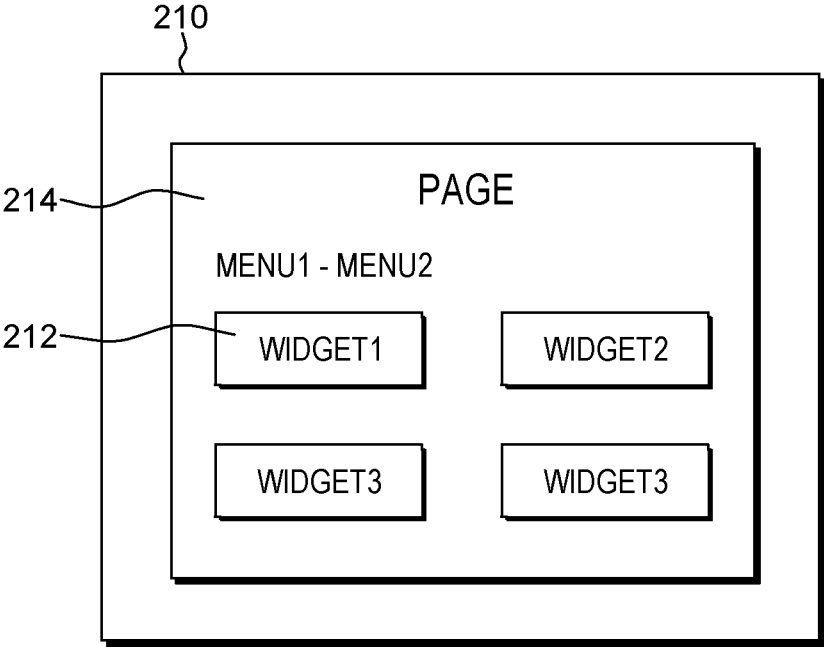 210
214
PAGE
MENU1 - MENU2
212
WIDGET1
WIDGET2
WIDGET3
WIDGET3